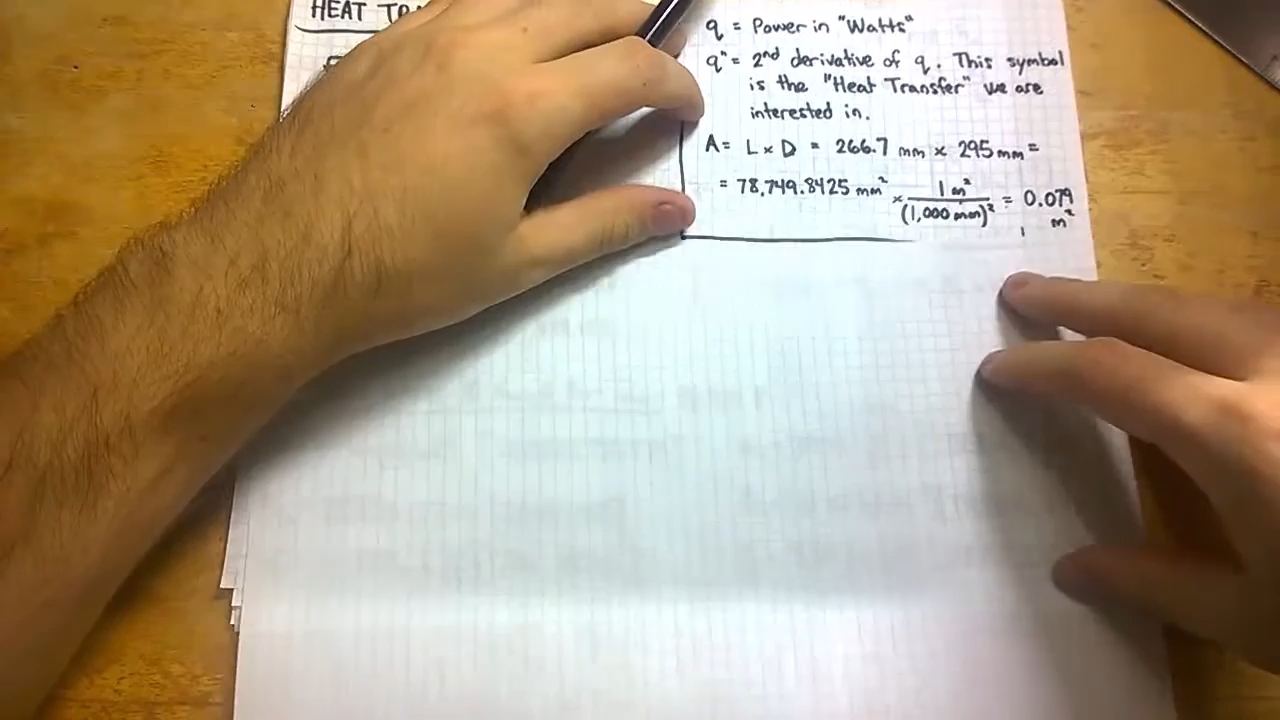 HEAT
q = Power in "Watts"
q" = 2nd derivative of q. This symbol
is the "Heat Transfer" we are
interested in.
A = L × D = 266.7 mm × 295 mm =
= 78,749.8425 mm² × 1 m² / (1,000 mm)² = 0.079
m²